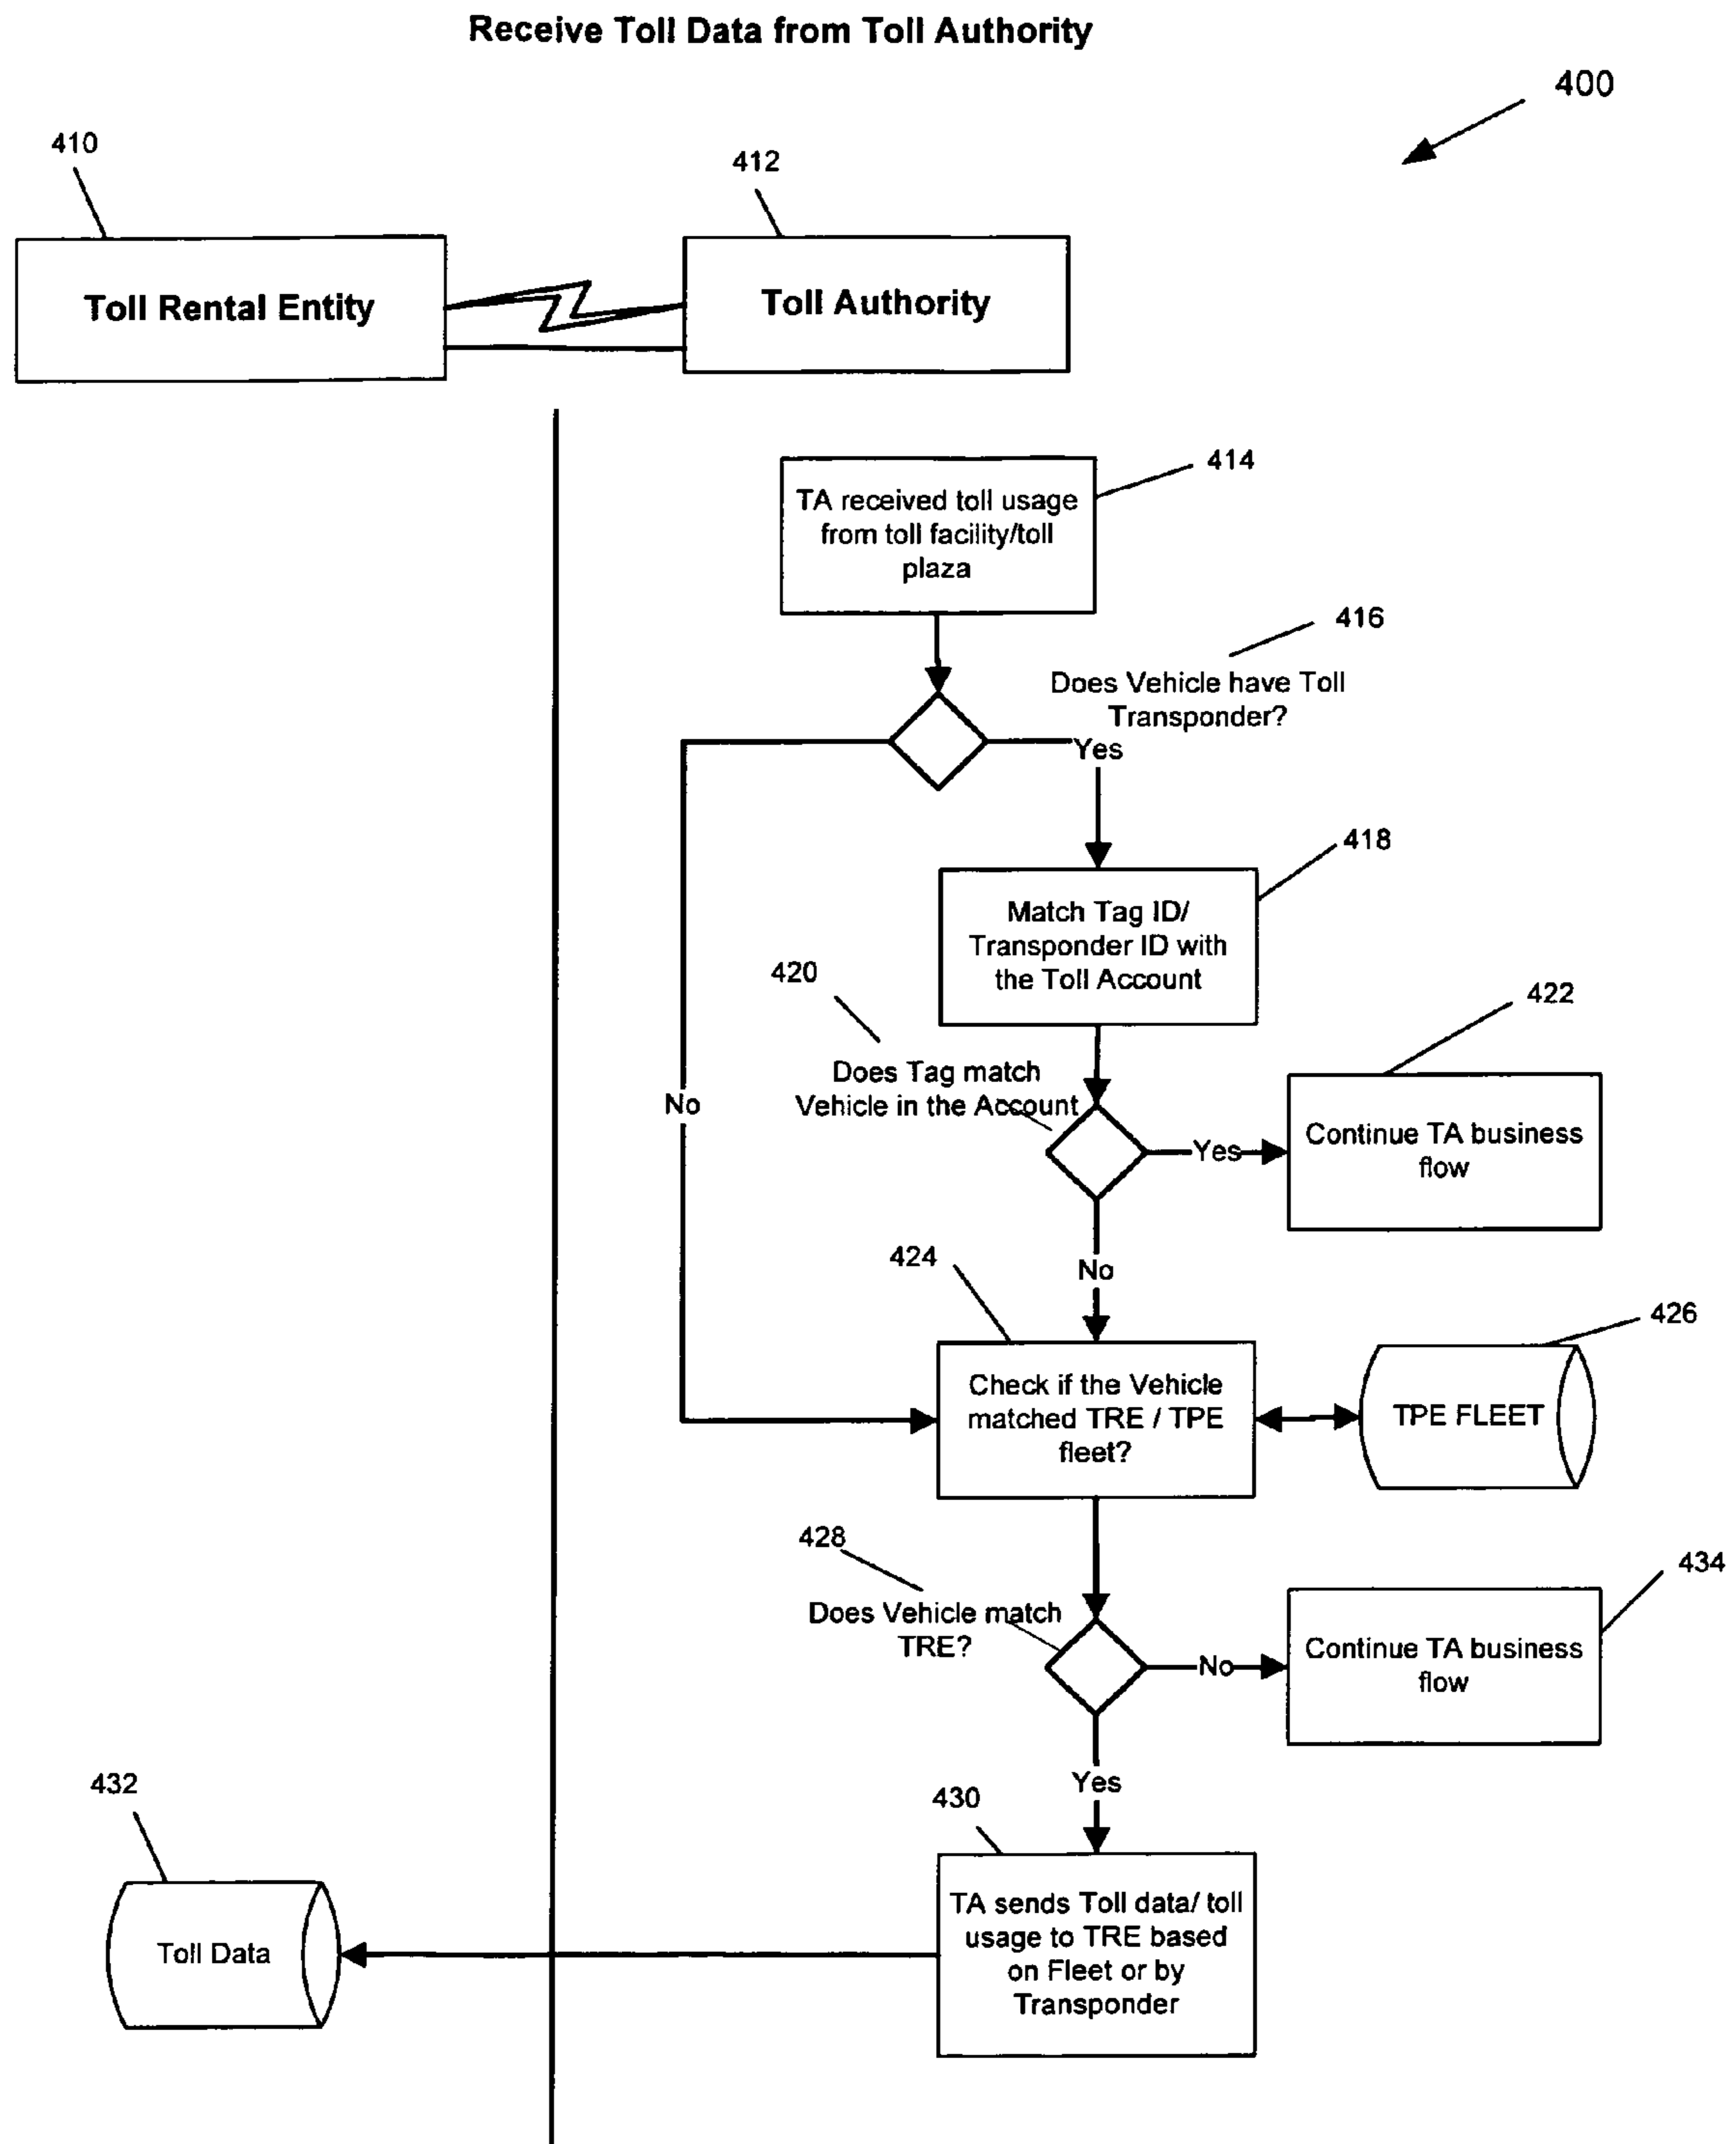 Receive Toll Data from Toll Authority
400
410
412
Toll Rental Entity
Toll Authority
414
TA received toll usage
from toll facility/toll
plaza
416
Does Vehicle have Toll
Transponder?
Yes
418
Match Tag ID/
Transponder ID with
the Toll Account
420
422
Does Tag match
Vehicle in the Account
No
Yes
Continue TA business
flow
No
424
426
Check if the Vehicle
matched TRE / TPE
fleet?
TPE FLEET
428
434
Does Vehicle match
TRE?
No
Continue TA business
flow
Yes
432
430
Toll Data
TA sends Toll data/ toll
usage to TRE based
on Fleet or by
Transponder